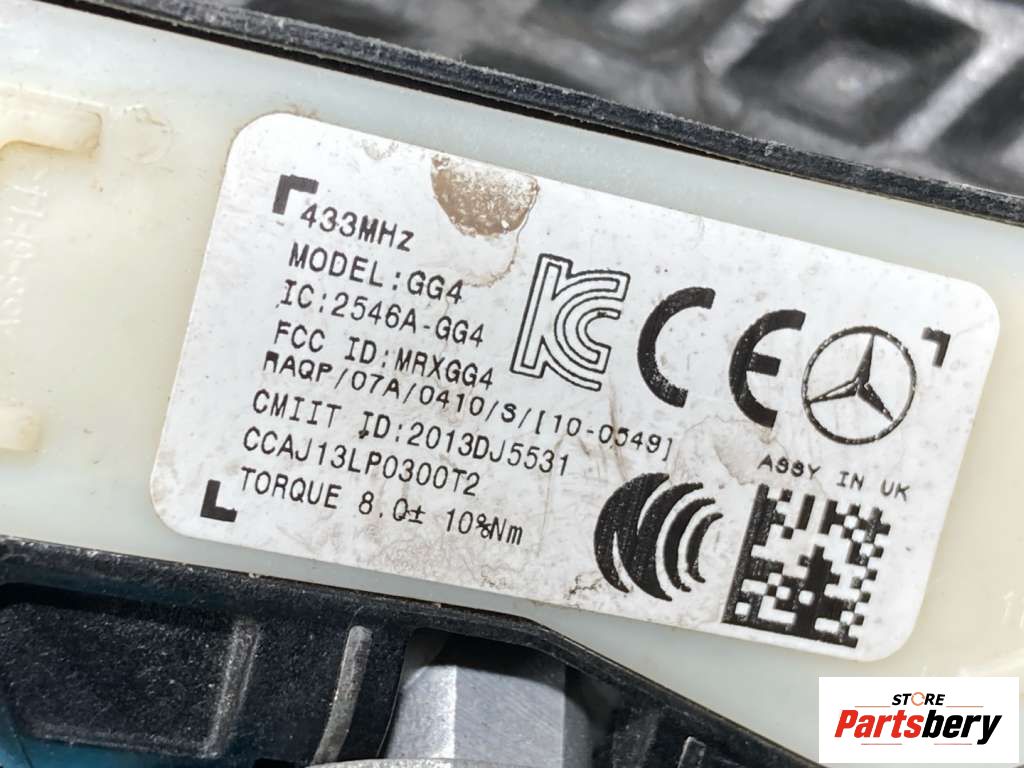 433MHz
MODEL:GG4
IC:2546A-GG4
FCC ID:MRXGG4
RAQP/07A/0410/S/[10-0549]
CMIIT ID:2013DJ5531
CCAJ13LP0300T2
TORQUE 8.0± 10%Nm
ASSY IN UK
STORE
Partsbery